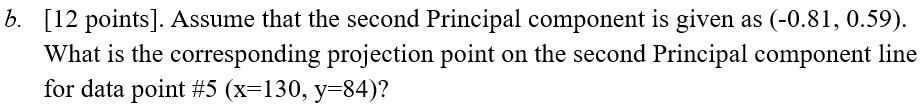 b. [12 points]. Assume that the second Principal component is given as (-0.81, 0.59).
What is the corresponding projection point on the second Principal component line
for data point #5 (x=130, y=84)?